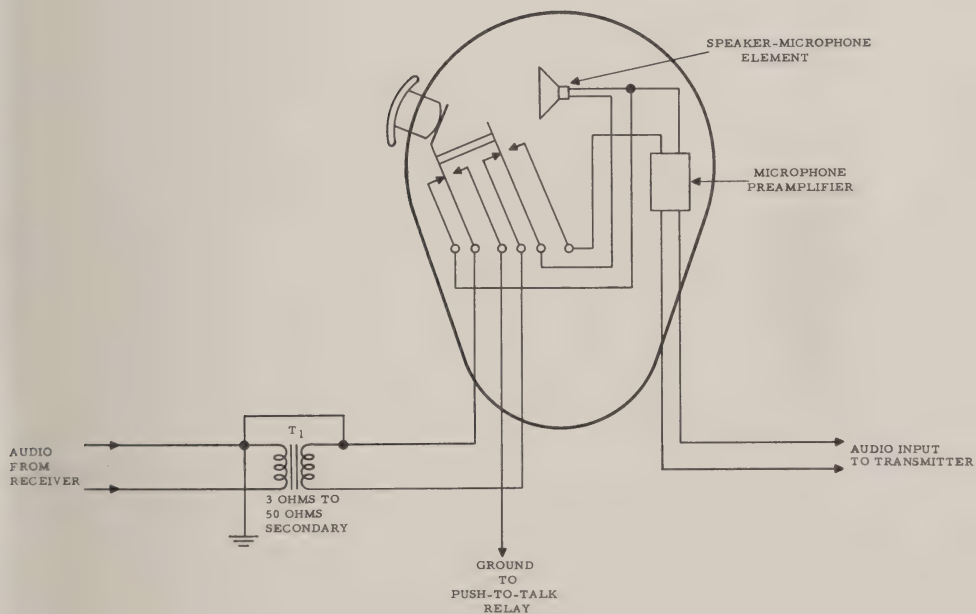 SPEAKER-MICROPHONE
ELEMENT
MICROPHONE
PREAMPLIFIER
AUDIO
FROM
RECEIVER
T1
3 OHMS TO
50 OHMS
SECONDARY
AUDIO INPUT
TO TRANSMITTER
GROUND
TO
PUSH-TO-TALK
RELAY